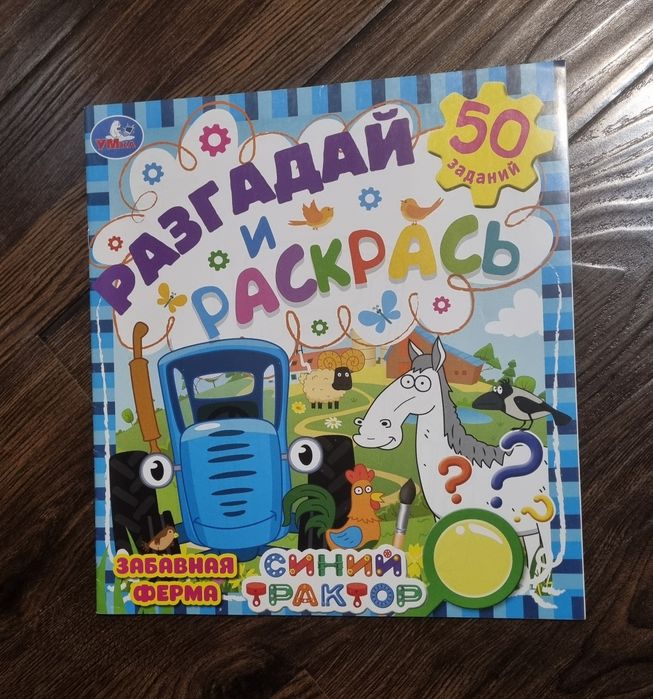 УМка
50
заданий
РАЗГАДАЙ
И
РАСКРАСЬ
? ? ?
ЗАБАВНАЯ
ФЕРМА
СИНИЙ
ТРАКТОР